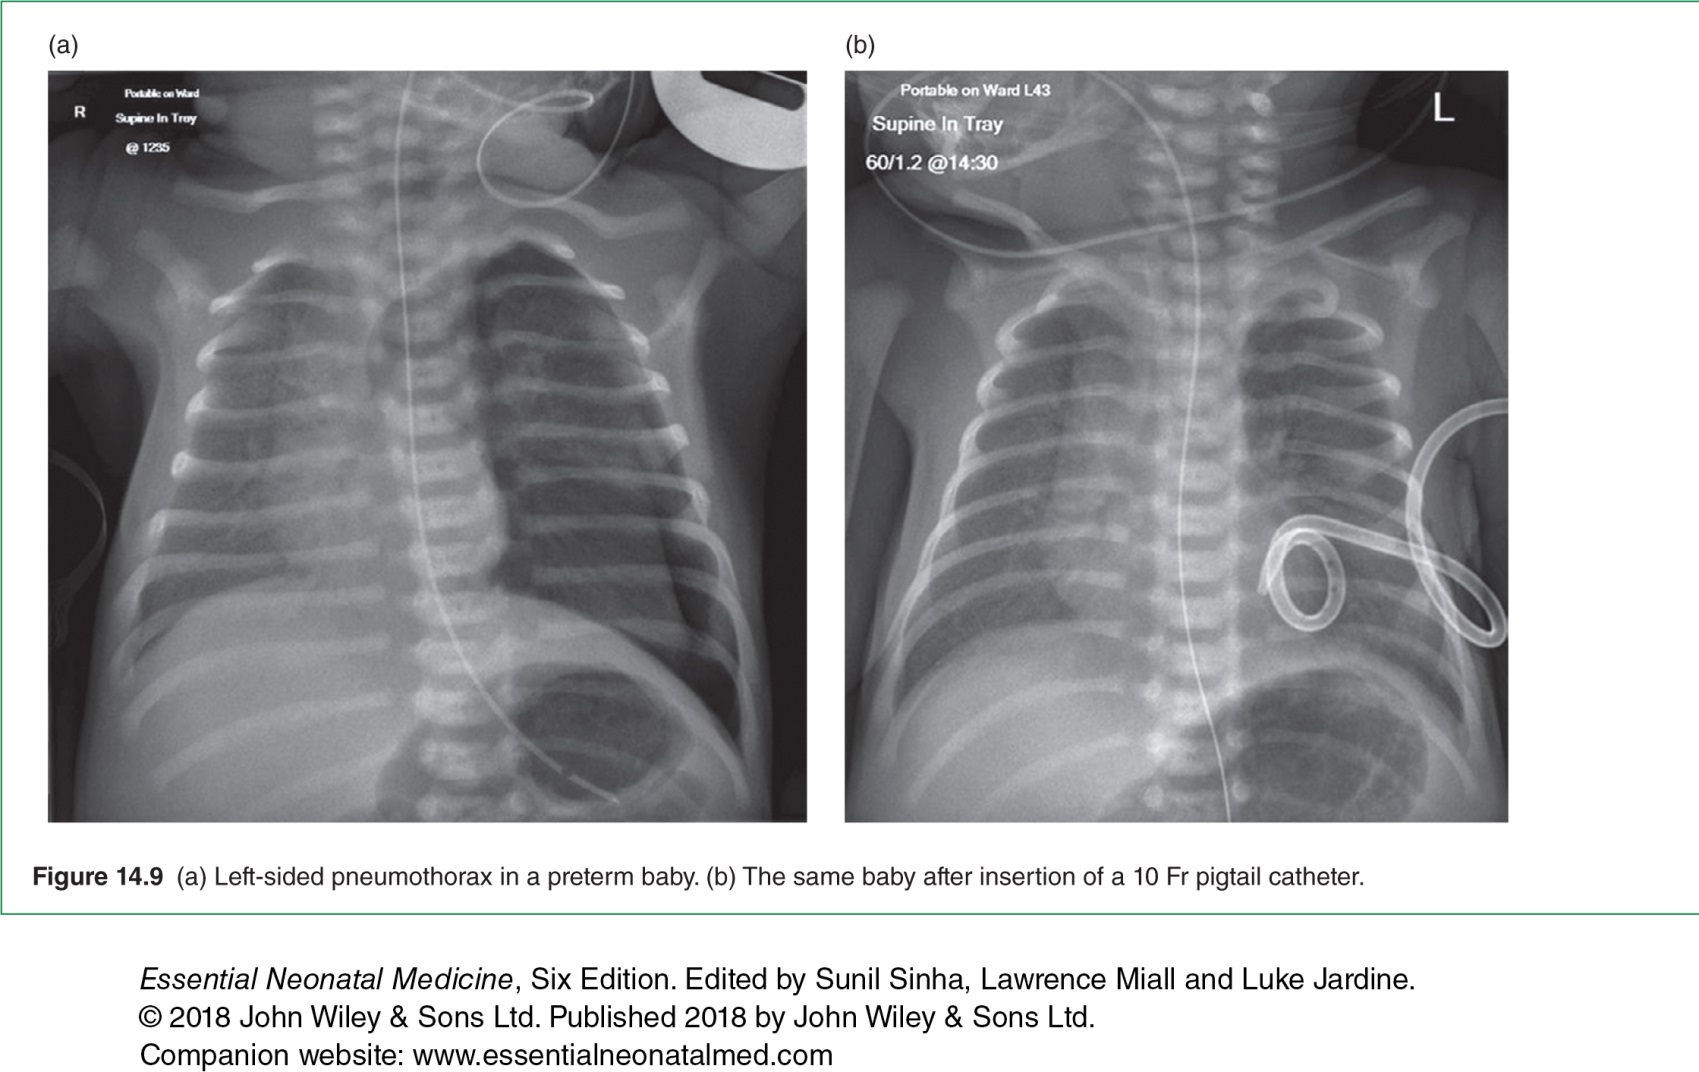 (a)
(b)
R
Portable on Ward
Supine In Tray
@ 1235
Portable on Ward L43
Supine In Tray
60/1.2 @14:30
L
Figure 14.9 (a) Left-sided pneumothorax in a preterm baby. (b) The same baby after insertion of a 10 Fr pigtail catheter.
Essential Neonatal Medicine, Six Edition. Edited by Sunil Sinha, Lawrence Miall and Luke Jardine.
© 2018 John Wiley & Sons Ltd. Published 2018 by John Wiley & Sons Ltd.
Companion website: www.essentialneonatalmed.com